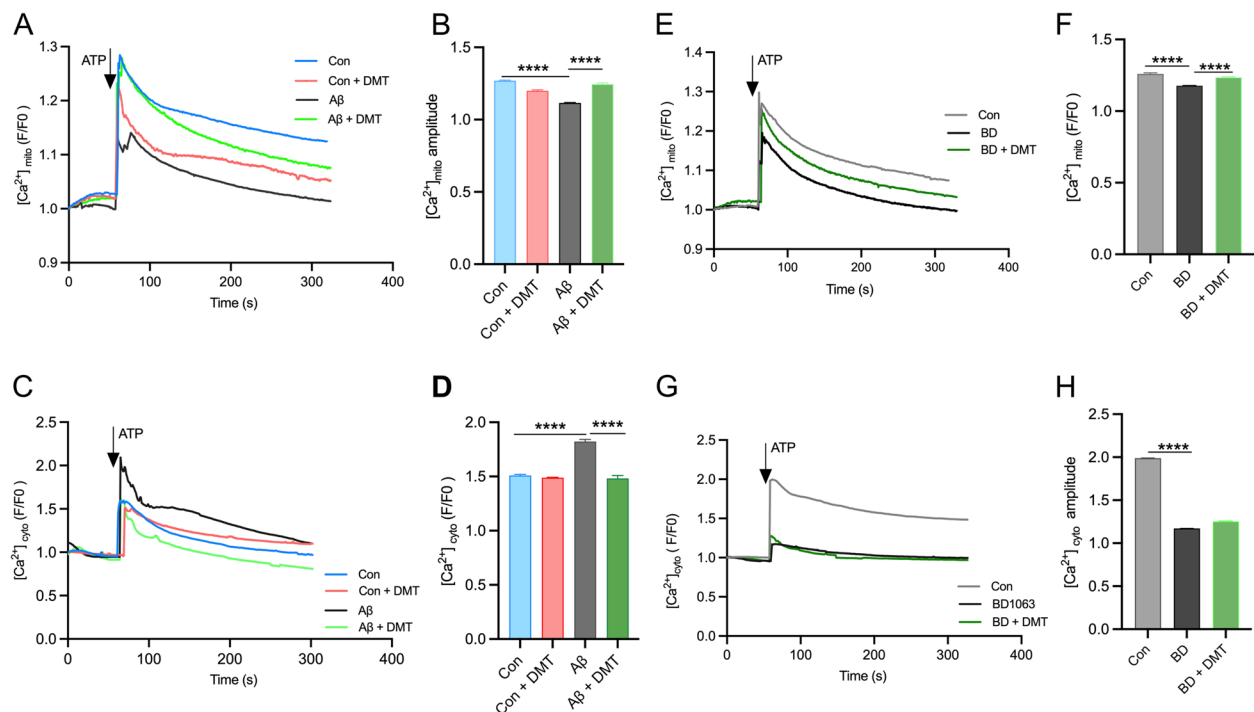 A
ATP
Con
Con + DMT
Aβ
Aβ + DMT
[Ca²⁺]mito (F/F0)
1.3
1.2
1.1
1.0
0.9
0 100 200 300 400
Time (s)
B
**** ****
[Ca²⁺]mito amplitude
1.5
1.0
0.5
0.0
Con
Con + DMT
Aβ
Aβ + DMT
E
ATP
Con
BD
BD + DMT
[Ca²⁺] mito (F/F0)
1.4
1.3
1.2
1.1
1.0
0.9
0 100 200 300 400
Time (s)
F
**** ****
[Ca²⁺] mito (F/F0)
1.5
1.0
0.5
0.0
Con
BD
BD + DMT
C
ATP
[Ca²⁺]cyto (F/F0)
2.5
2.0
1.5
1.0
0.5
0.0
Con
Con + DMT
Aβ
Aβ + DMT
0 100 200 300 400
Time (s)
D
**** ****
[Ca²⁺] cyto (F/F0)
2.0
1.5
1.0
0.5
0.0
Con
Con + DMT
Aβ
Aβ + DMT
G
ATP
[Ca²⁺]cyto ( F/F0)
2.5
2.0
1.5
1.0
0.5
0.0
Con
BD1063
BD + DMT
0 100 200 300 400
Time (s)
H
****
[Ca²⁺] cyto amplitude
2.5
2.0
1.5
1.0
0.5
0.0
Con
BD
BD + DMT